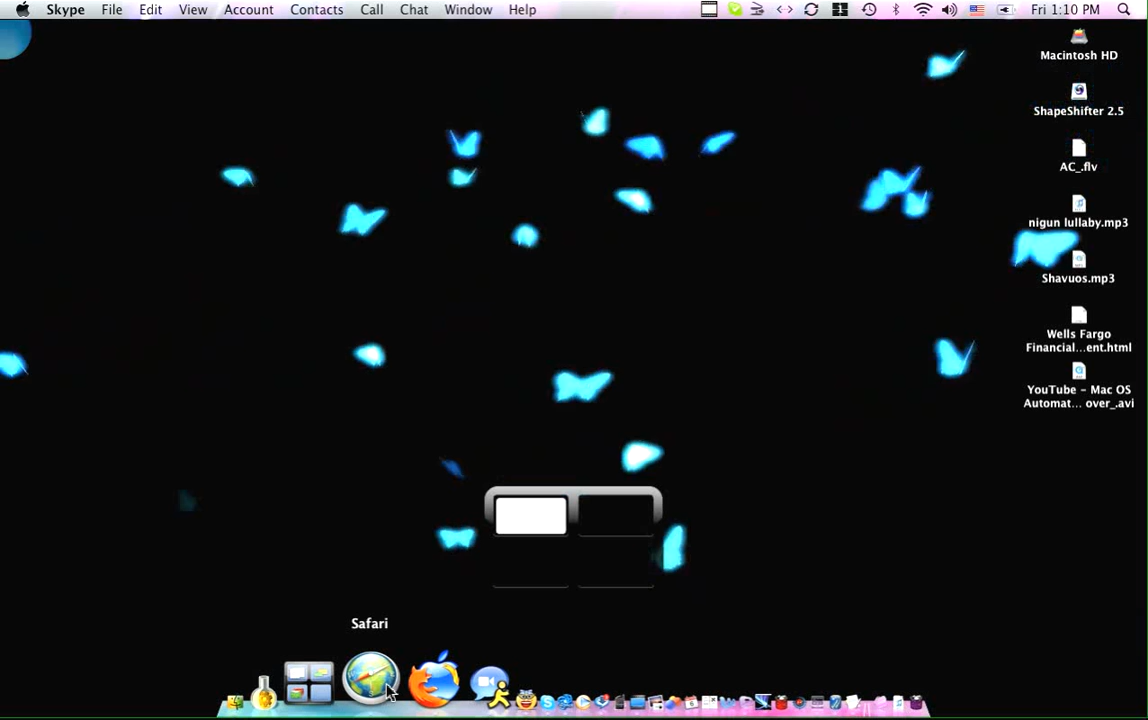 Skype File Edit View Account Contacts Call Chat Window Help
1 Fri 1:10 PM
Macintosh HD
ShapeShifter 2.5
AC_.flv
nigun lullaby.mp3
Shavuos.mp3
Wells Fargo
Financial...ent.html
YouTube – Mac OS
Automat... over_.avi
Safari